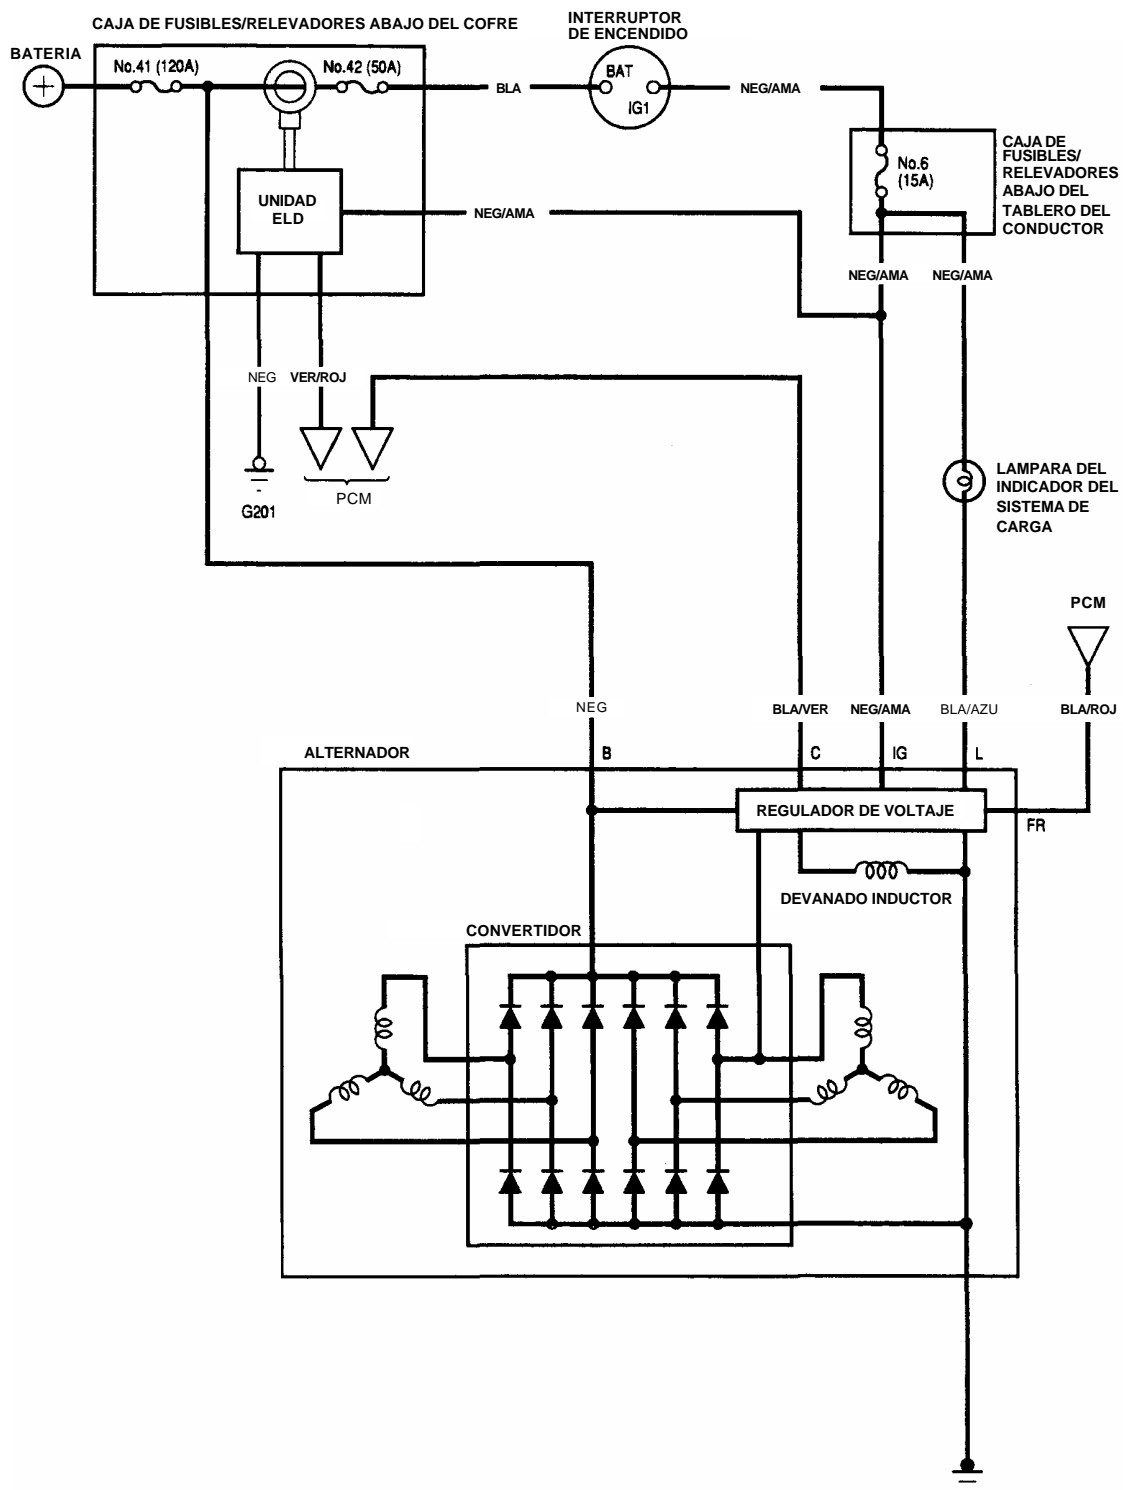 CAJA DE FUSIBLES/RELEVADORES ABAJO DEL COFRE
INTERRUPTOR
DE ENCENDIDO
BATERIA
No.41 (120A)
No.42 (50A)
BLA
BAT
IG1
NEG/AMA
No.6
(15A)
CAJA DE
FUSIBLES/
RELEVADORES
ABAJO DEL
TABLERO DEL
CONDUCTOR
UNIDAD
ELD
NEG/AMA
NEG/AMA
NEG/AMA
NEG
VER/ROJ
G201
PCM
LAMPARA DEL
INDICADOR DEL
SISTEMA DE
CARGA
PCM
NEG
BLA/VER
NEG/AMA
BLA/AZU
BLA/ROJ
ALTERNADOR
B
C
IG
L
REGULADOR DE VOLTAJE
FR
DEVANADO INDUCTOR
CONVERTIDOR